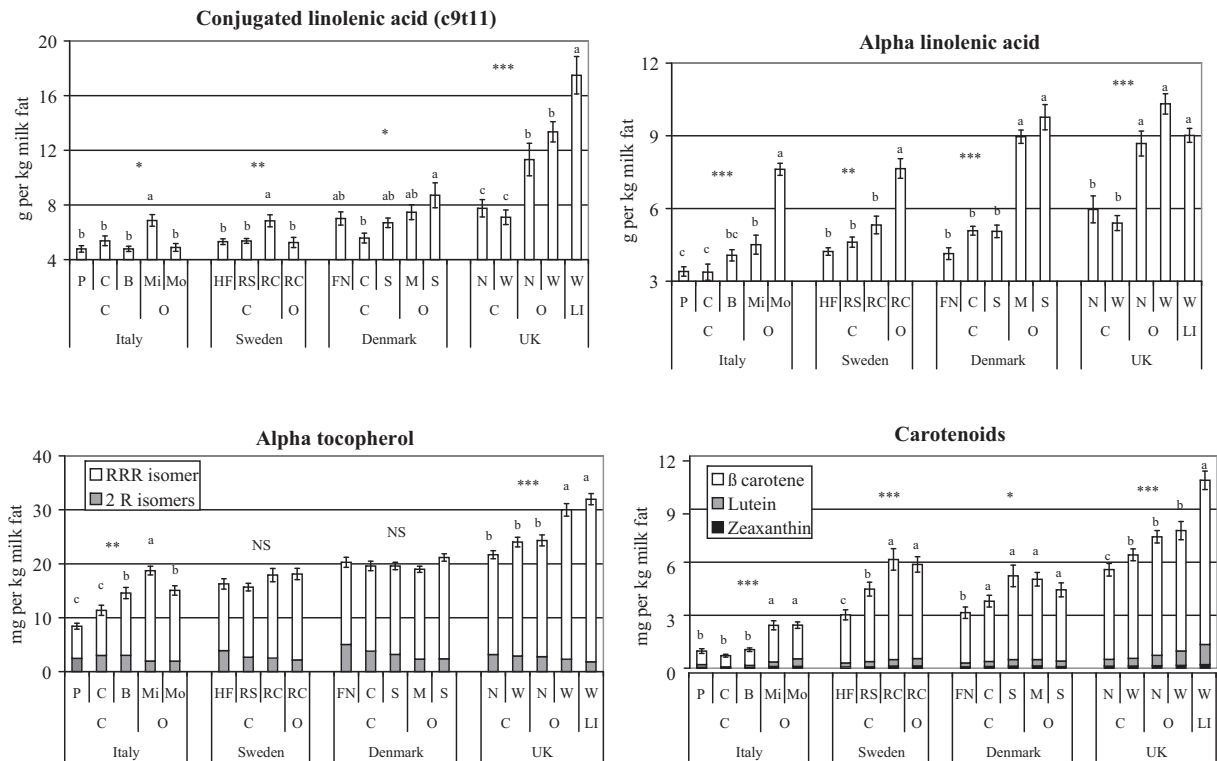 Conjugated linolenic acid (c9t11)
g per kg milk fat
20
16
12
8
4
* ** * ***
b b b a b b b a b ab b ab ab a c c b b a
P C B Mi Mo HF RS RC RC FN C S M S N W N W W
C O C O C O C O LI
Italy Sweden Denmark UK
Alpha linolenic acid
g per kg milk fat
12
9
6
3
*** ** *** ***
c c bc b a b b b a b b b a a b b a a a
P C B Mi Mo HF RS RC RC FN C S M S N W N W W
C O C O C O C O LI
Italy Sweden Denmark UK
Alpha tocopherol
mg per kg milk fat
40
30
20
10
0
RRR isomer
2 R isomers
** NS NS ***
c c b a b b b b a a
P C B Mi Mo HF RS RC RC FN C S M S N W N W W
C O C O C O C O LI
Italy Sweden Denmark UK
Carotenoids
mg per kg milk fat
12
9
6
3
0
ß carotene
Lutein
Zeaxanthin
*** *** * ***
b b b a a c b a a b a a a a c b b b a
P C B Mi Mo HF RS RC RC FN C S M S N W N W W
C O C O C O C O LI
Italy Sweden Denmark UK